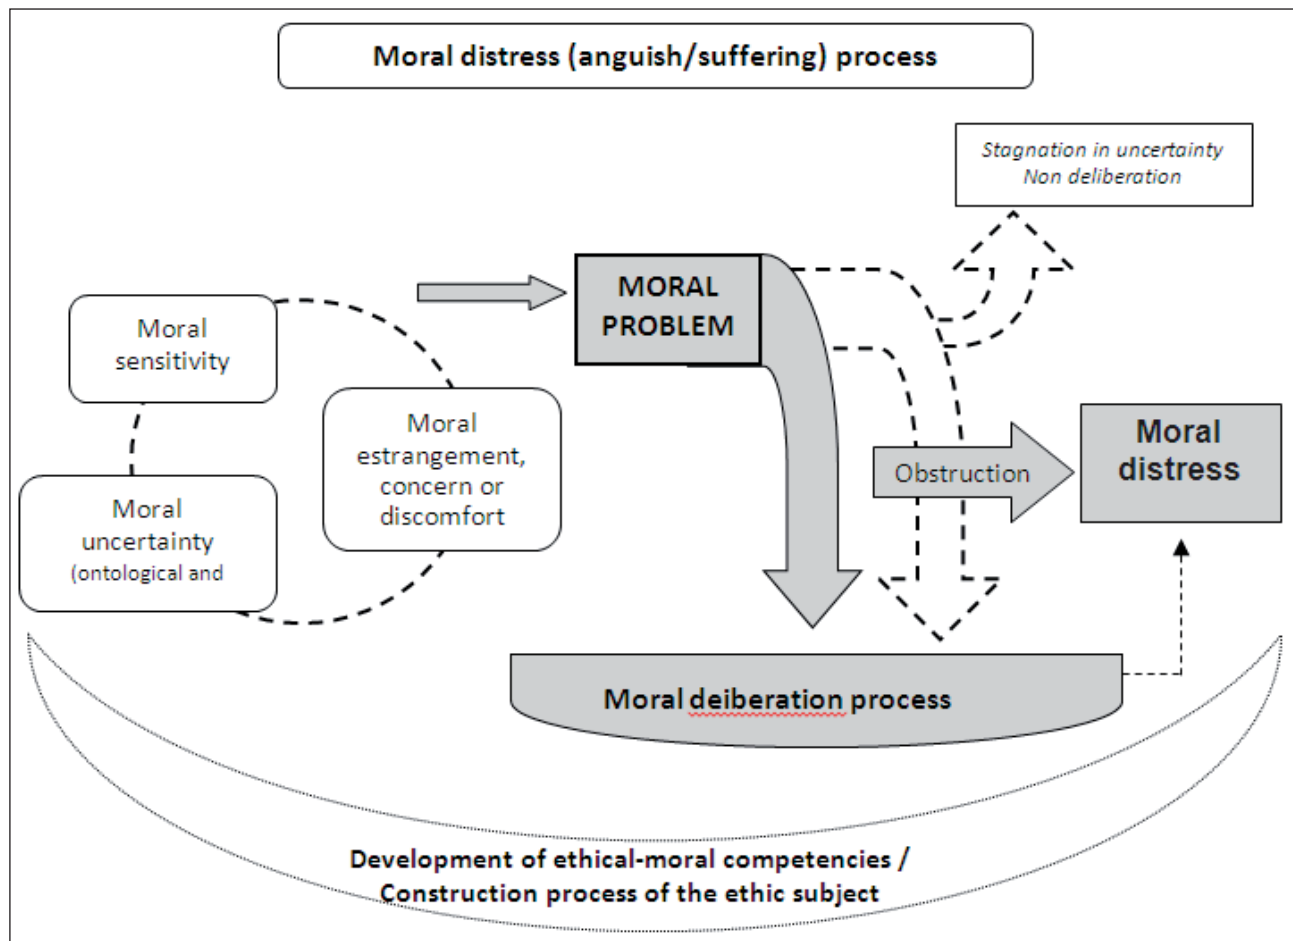 Moral distress (anguish/suffering) process
Stagnation in uncertainty
Non deliberation
MORAL
PROBLEM
Moral
sensitivity
Moral
estrangement,
concern or
discomfort
Moral
uncertainty
(ontological and
Obstruction
Moral
distress
Moral deiberation process
Development of ethical-moral competencies /
Construction process of the ethic subject